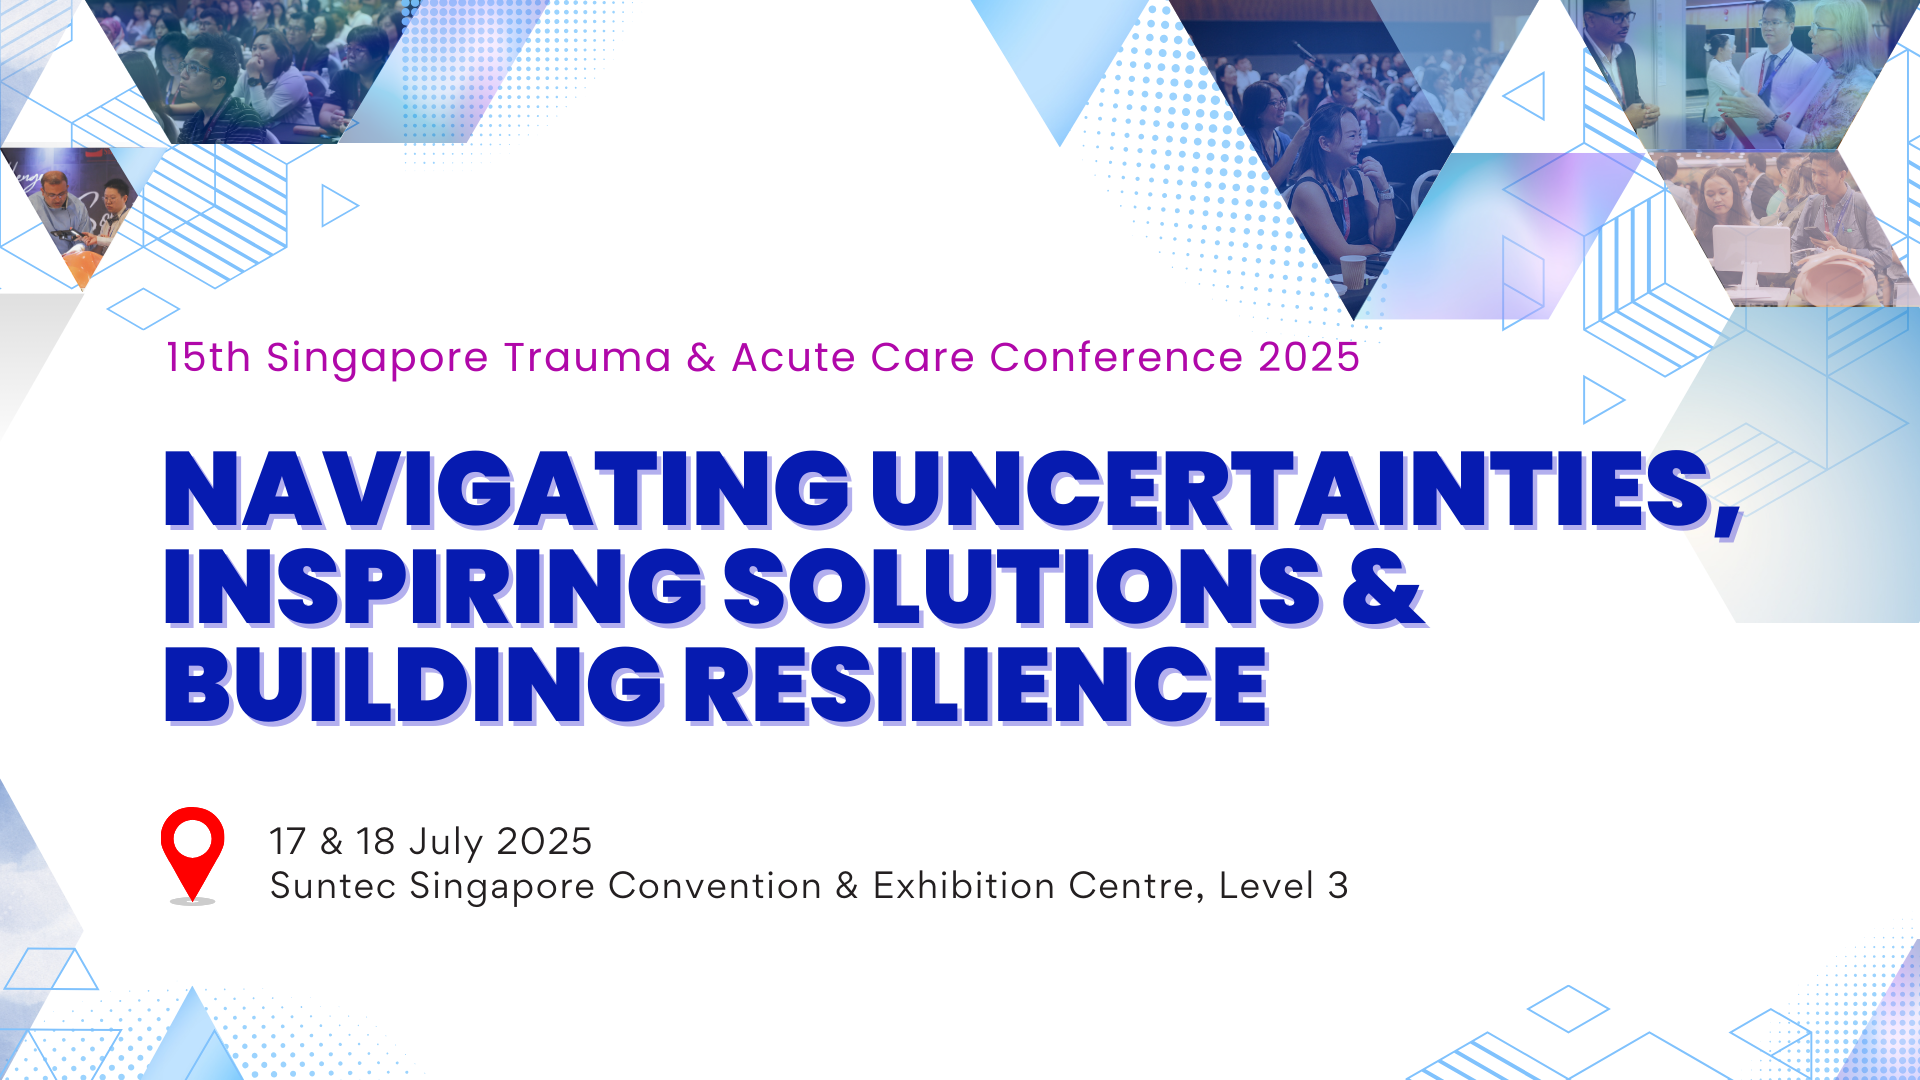 15th Singapore Trauma & Acute Care Conference 2025
NAVIGATING UNCERTAINTIES,
INSPIRING SOLUTIONS &
BUILDING RESILIENCE
17 & 18 July 2025
Suntec Singapore Convention & Exhibition Centre, Level 3